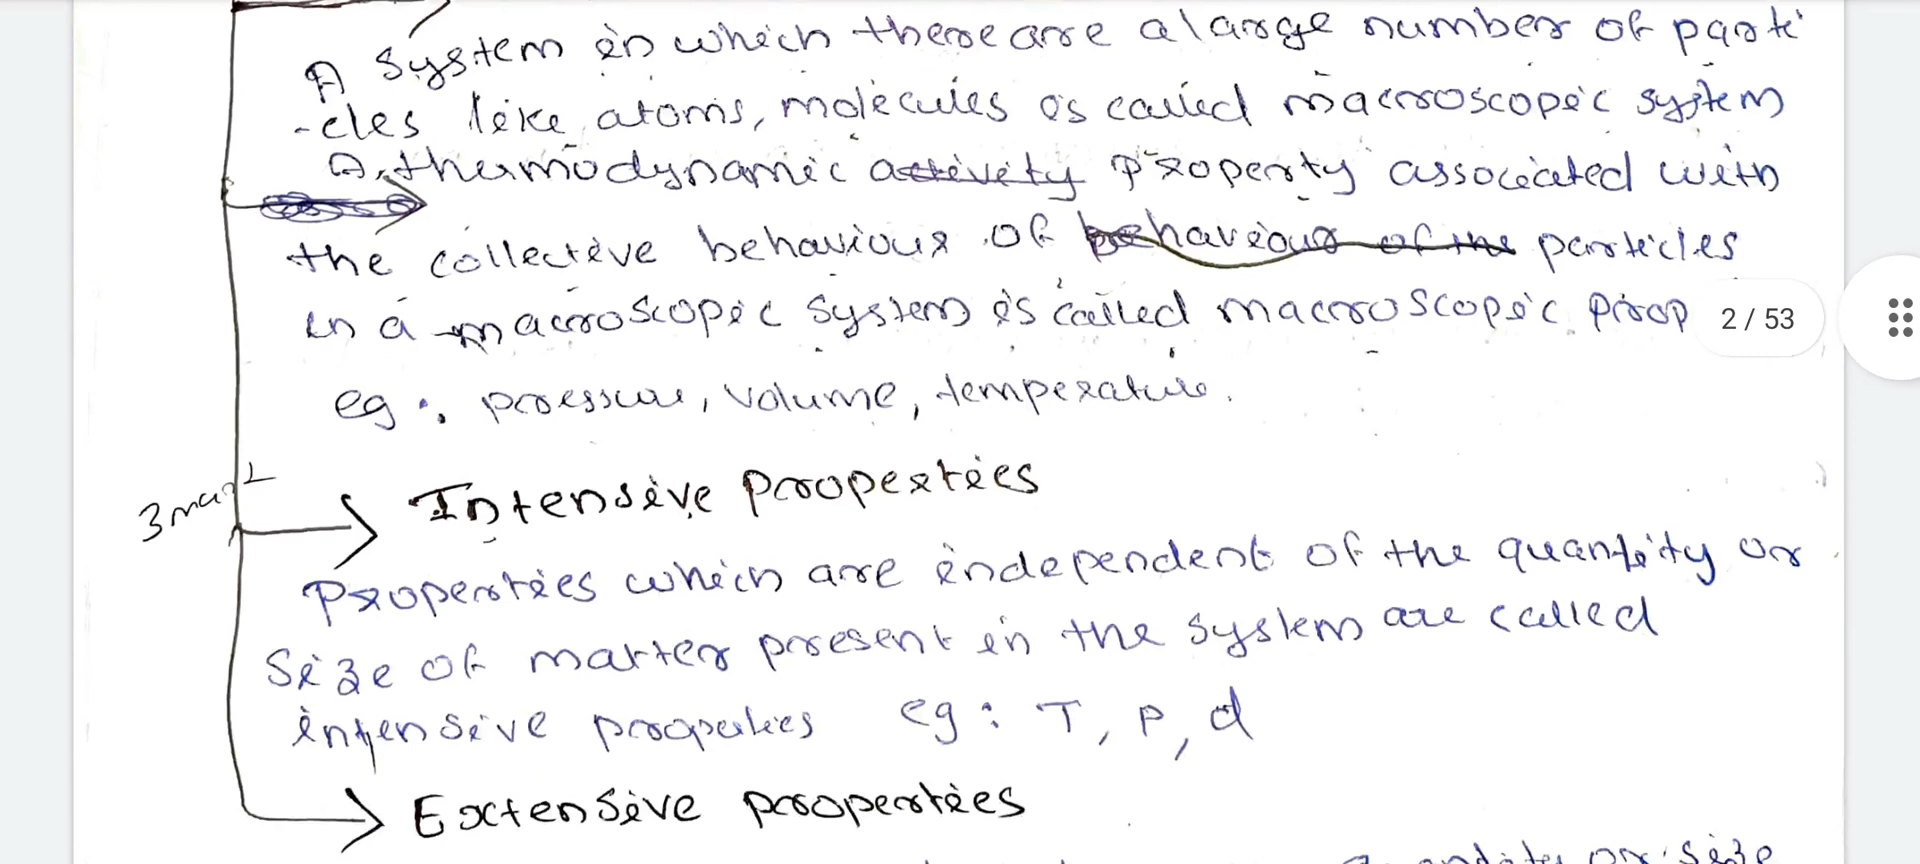 A system in which there are a large number of parti
-cles like atoms, molecules is called macroscopic system
A thermodynamic activity property associated with
the collective behaviour of behaviour of the particles
in a macroscopic system is called macroscopic prop
2 / 53
eg : pressure, volume, temperature.
3 mark
Intensive properties
Properties which are independent of the quantity or
size of matter present in the system are called
intensive properties eg : T, P, d
Extensive properties
or size